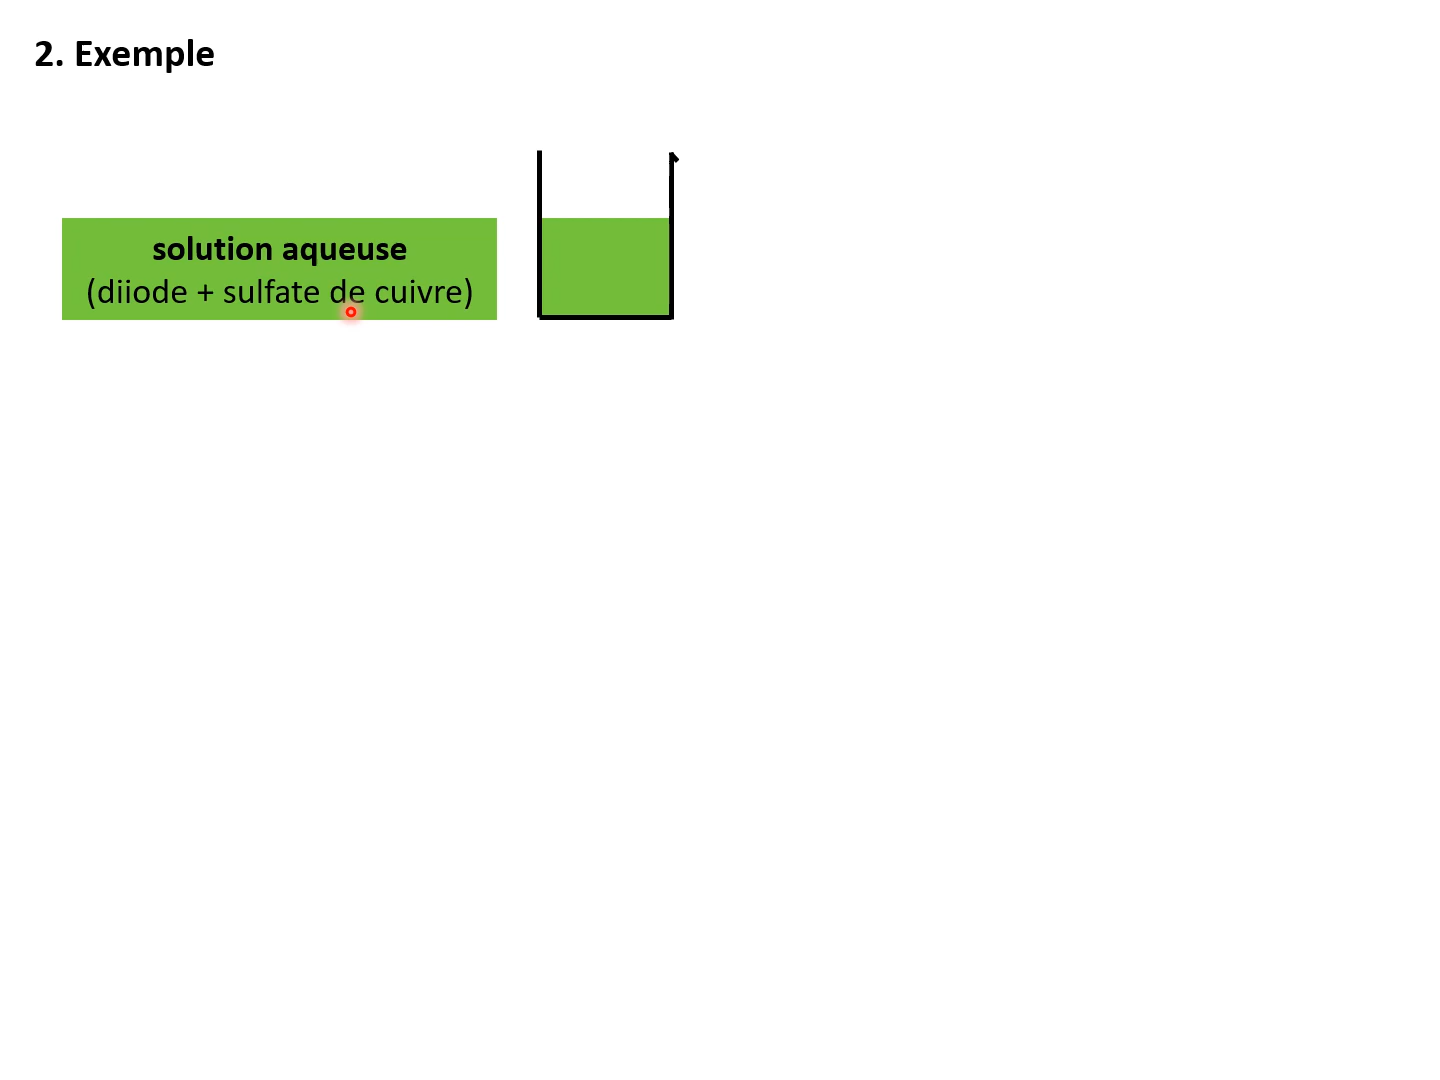 2. Exemple
solution aqueuse
(diiode + sulfate de cuivre)